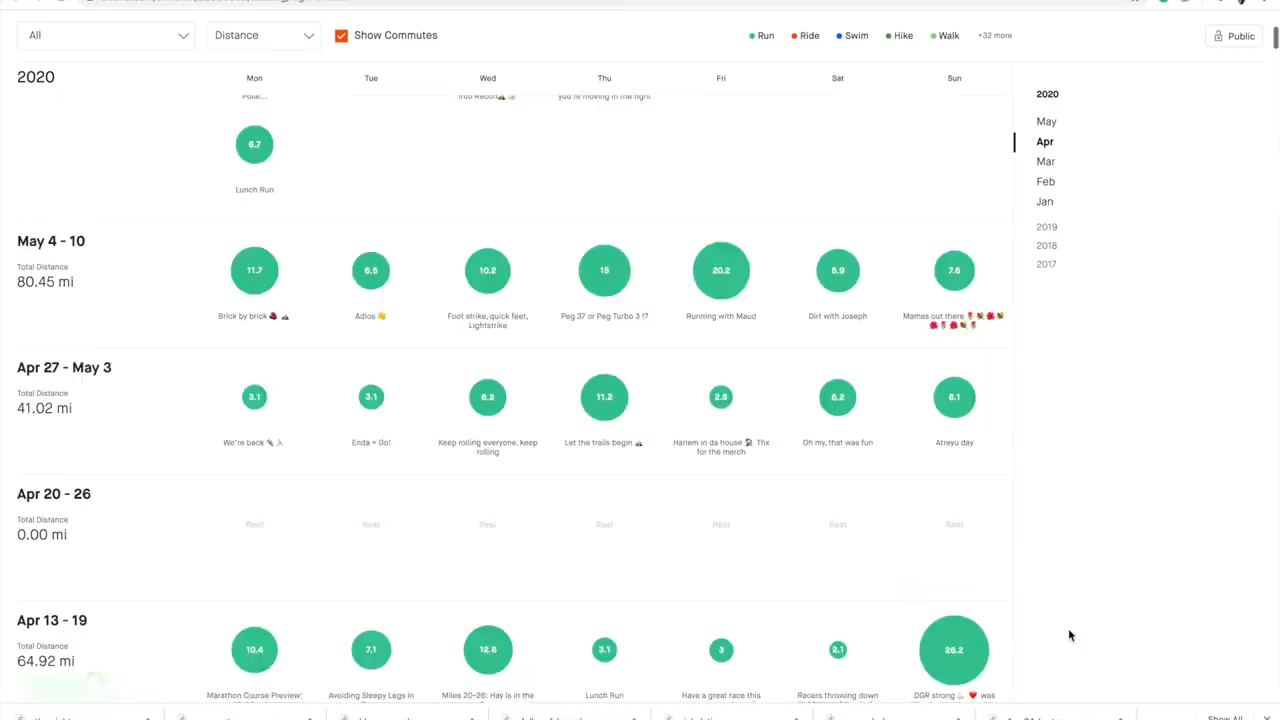 All
Distance
Show Commutes
Run
Ride
Swim
Hike
Walk
+32 more
Public
2020
Mon
Tue
Wed
Thu
Fri
Sat
Sun
2020
May
Apr
Mar
Feb
Jan
2019
2018
2017
Polar...
into Recon
you're moving in the right
6.7
Lunch Run
May 4 - 10
Total Distance
80.45 mi
11.7
6.5
10.2
15
20.2
8.9
7.6
Brick by brick
Adios 👋
Foot strike, quick feet,
Lightstrike
Peg 37 or Peg Turbo 3 !?
Running with Maud
Dirt with Joseph
Mamas out there
Apr 27 - May 3
Total Distance
41.02 mi
3.1
3.1
6.2
11.2
2.8
6.2
8.1
We're back
Enda = Go!
Keep rolling everyone, keep
rolling
Let the trails begin
Harlem in da house Thx
for the merch
Oh my, that was fun
Atreyu day
Apr 20 - 26
Total Distance
0.00 mi
Rest
Rest
Rest
Rest
Rest
Rest
Rest
Apr 13 - 19
Total Distance
64.92 mi
10.4
7.1
12.6
3.1
3
2.1
26.2
Marathon Course Preview:
Avoiding Sleepy Legs in
Miles 20-26: Hay is in the
Lunch Run
Have a great race this
Racers throwing down
DGR strong ❤️ was
Show All